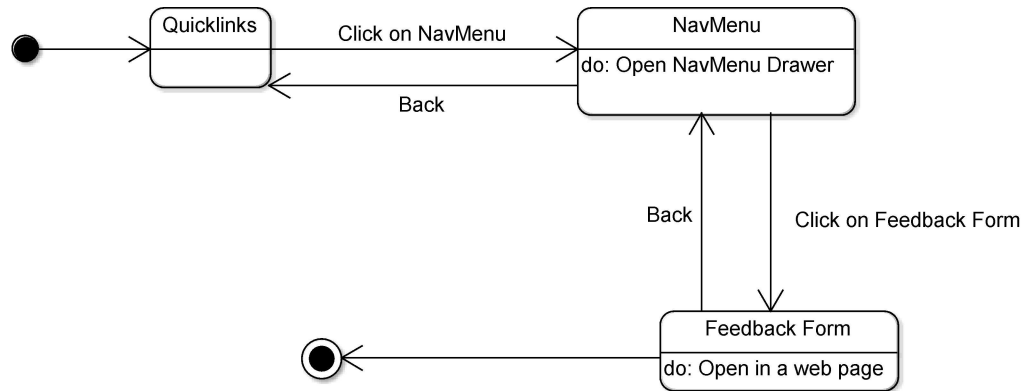 Quicklinks
Click on NavMenu
NavMenu
do: Open NavMenu Drawer
Back
Back
Click on Feedback Form
Feedback Form
do: Open in a web page